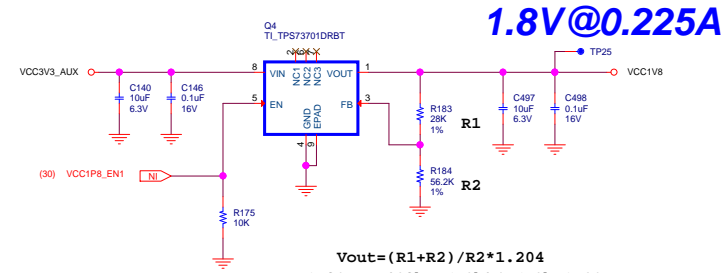 1.8V@0.225A
Q4
TI_TPS73701DRBT
TP25
VCC3V3_AUX
8
VIN
2
6
7
NC1
NC2
NC3
VOUT
1
VCC1V8
C140
10uF
6.3V
C146
0.1uF
16V
5
EN
FB
3
GND
EPAD
4
9
R183
28K
1%
R1
C497
10uF
6.3V
C498
0.1uF
16V
R184
56.2K
1%
R2
(30)
VCC1P8_EN1
NI
R175
10K
Vout=(R1+R2)/R2*1.204